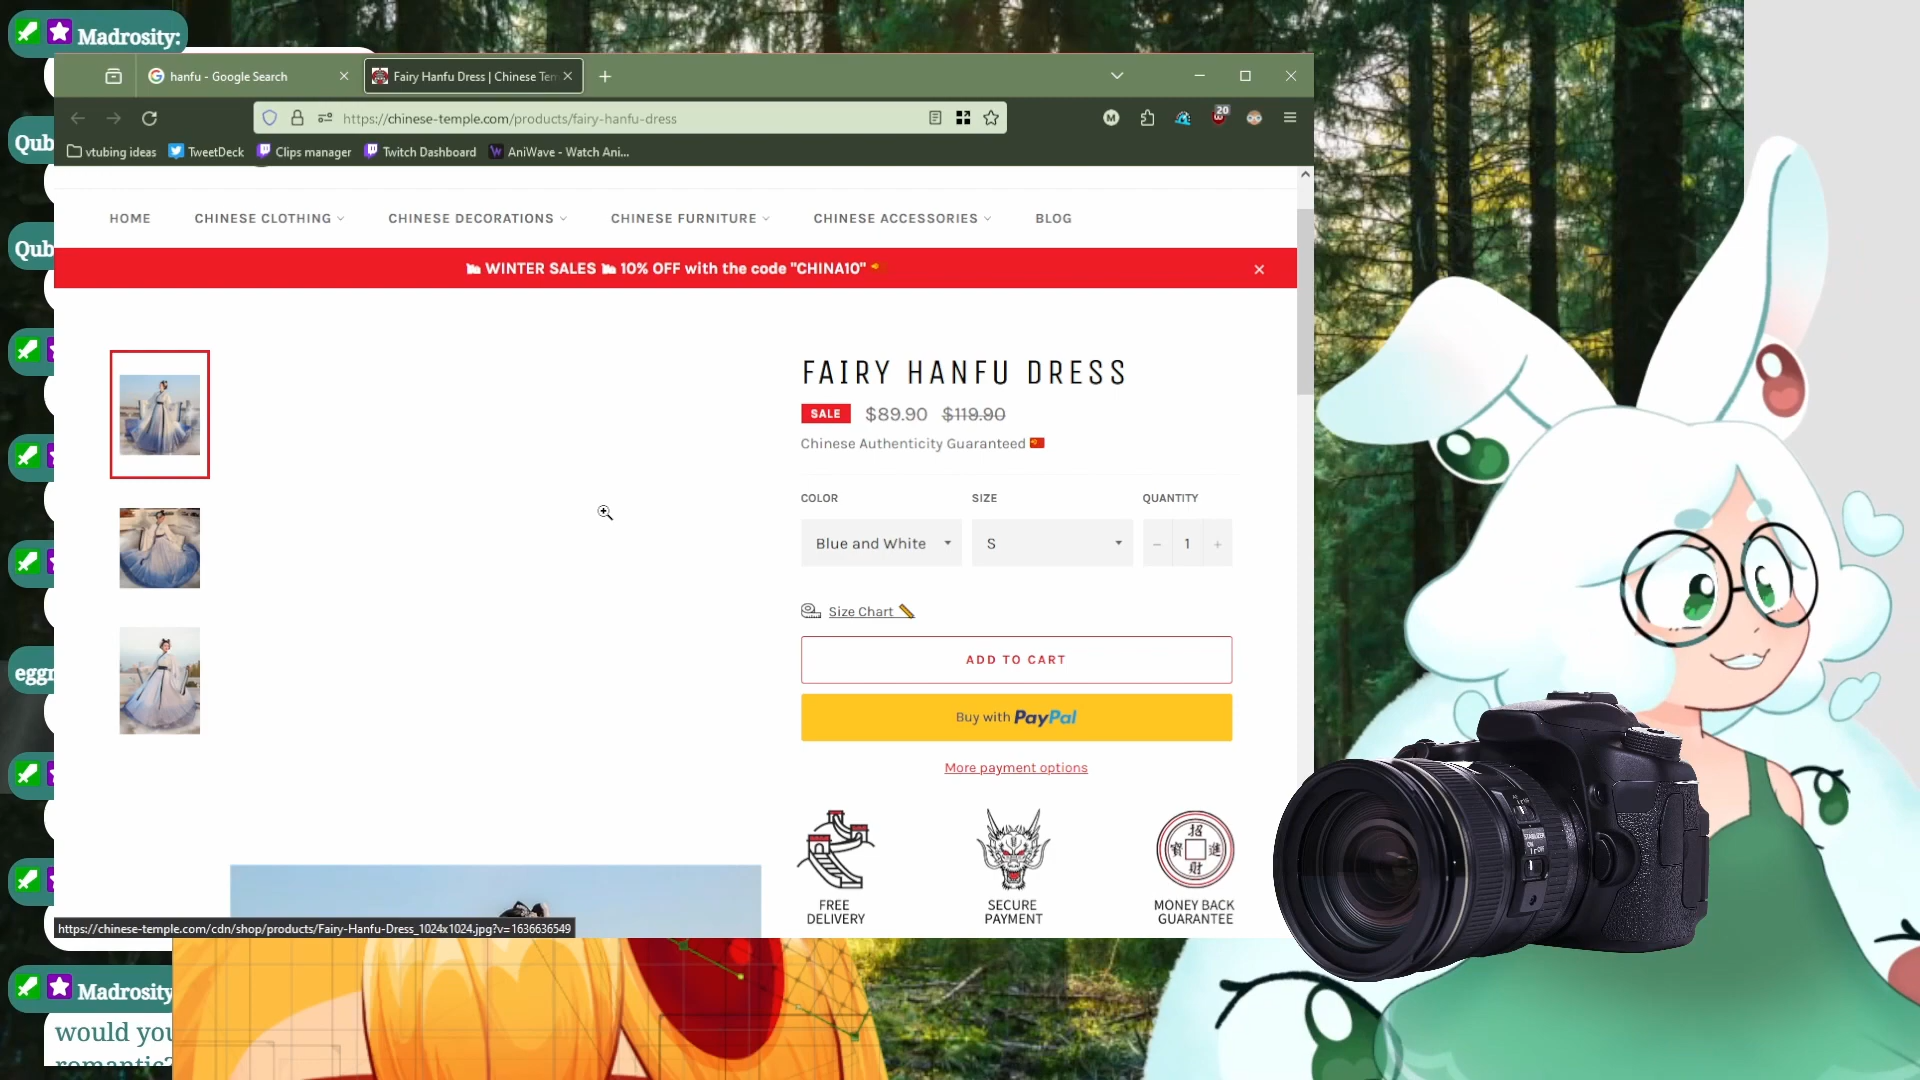 Madrosity:
hanfu - Google Search
Fairy Hanfu Dress | Chinese Tem
https://chinese-temple.com/products/fairy-hanfu-dress
20
vtubing ideas
TweetDeck
Clips manager
Twitch Dashboard
AniWave - Watch Ani...
Qub
HOME
CHINESE CLOTHING
CHINESE DECORATIONS
CHINESE FURNITURE
CHINESE ACCESSORIES
BLOG
Qub
WINTER SALES 10% OFF with the code "CHINA10"
FAIRY HANFU DRESS
SALE $89.90 $119.90
Chinese Authenticity Guaranteed
COLOR SIZE QUANTITY
Blue and White S − 1 +
Size Chart
ADD TO CART
eggr
Buy with PayPal
More payment options
FREE DELIVERY
SECURE PAYMENT
MONEY BACK GUARANTEE
https://chinese-temple.com/cdn/shop/products/Fairy-Hanfu-Dress_1024x1024.jpg?v=1636636549
Madrosity
would you
romantic?